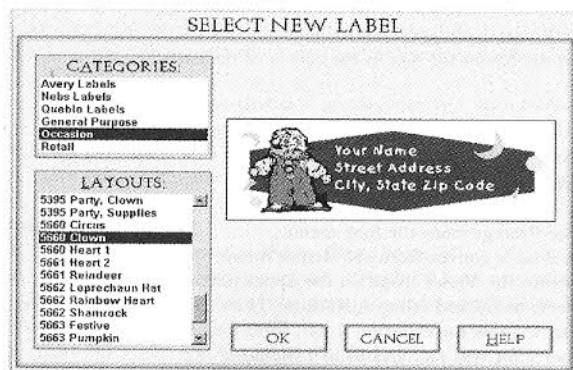 SELECT NEW LABEL
CATEGORIES:
Avery Labels
Nebs Labels
Quable Labels
General Purpose
Occasion
Retail
LAYOUTS:
5395 Party, Clown
5395 Party, Supplies
5660 Circus
5660 Clown
5660 Heart 1
5661 Heart 2
5661 Reindeer
5662 Leprechaun Hat
5662 Rainbow Heart
5662 Shamrock
5663 Festive
5663 Pumpkin
Your Name
Street Address
City, State Zip Code
OK
CANCEL
HELP